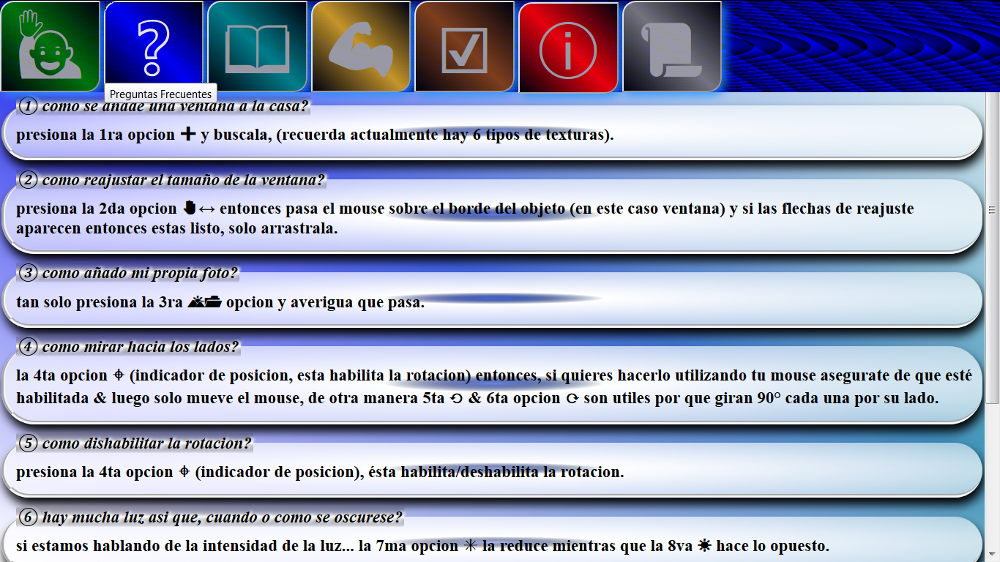 Preguntas Frecuentes
① como se añade una ventana a la casa?
presiona la 1ra opcion ➕ y buscala, (recuerda actualmente hay 6 tipos de texturas).
② como reajustar el tamaño de la ventana?
presiona la 2da opcion ✋↔ entonces pasa el mouse sobre el borde del objeto (en este caso ventana) y si las flechas de reajuste
aparecen entonces estas listo, solo arrastrala.
③ como añado mi propia foto?
tan solo presiona la 3ra 🏞📂 opcion y averigua que pasa.
④ como mirar hacia los lados?
la 4ta opcion ⌖ (indicador de posicion, esta habilita la rotacion) entonces, si quieres hacerlo utilizando tu mouse asegurate de que esté
habilitada & luego solo mueve el mouse, de otra manera 5ta ⟲ & 6ta opcion ⟳ son utiles por que giran 90° cada una por su lado.
⑤ como dishabilitar la rotacion?
presiona la 4ta opcion ⌖ (indicador de posicion), ésta habilita/deshabilita la rotacion.
⑥ hay mucha luz asi que, cuando o como se oscurese?
si estamos hablando de la intensidad de la luz... la 7ma opcion ✳ la reduce mientras que la 8va ☀ hace lo opuesto.